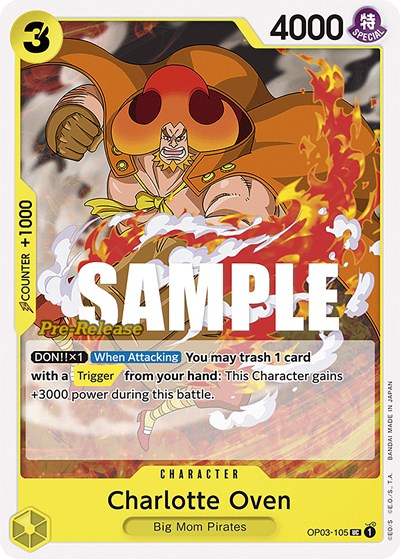 3
4000
特
SPECIAL
COUNTER +1000
SAMPLE
Pre-Release
DON!!×1 When Attacking You may trash 1 card
with a Trigger from your hand: This Character gains
+3000 power during this battle.
CHARACTER
Charlotte Oven
Big Mom Pirates
OP03-105 UC 1
©E.O/S ©E.O./S., T.A. BANDAI MADE IN JAPAN